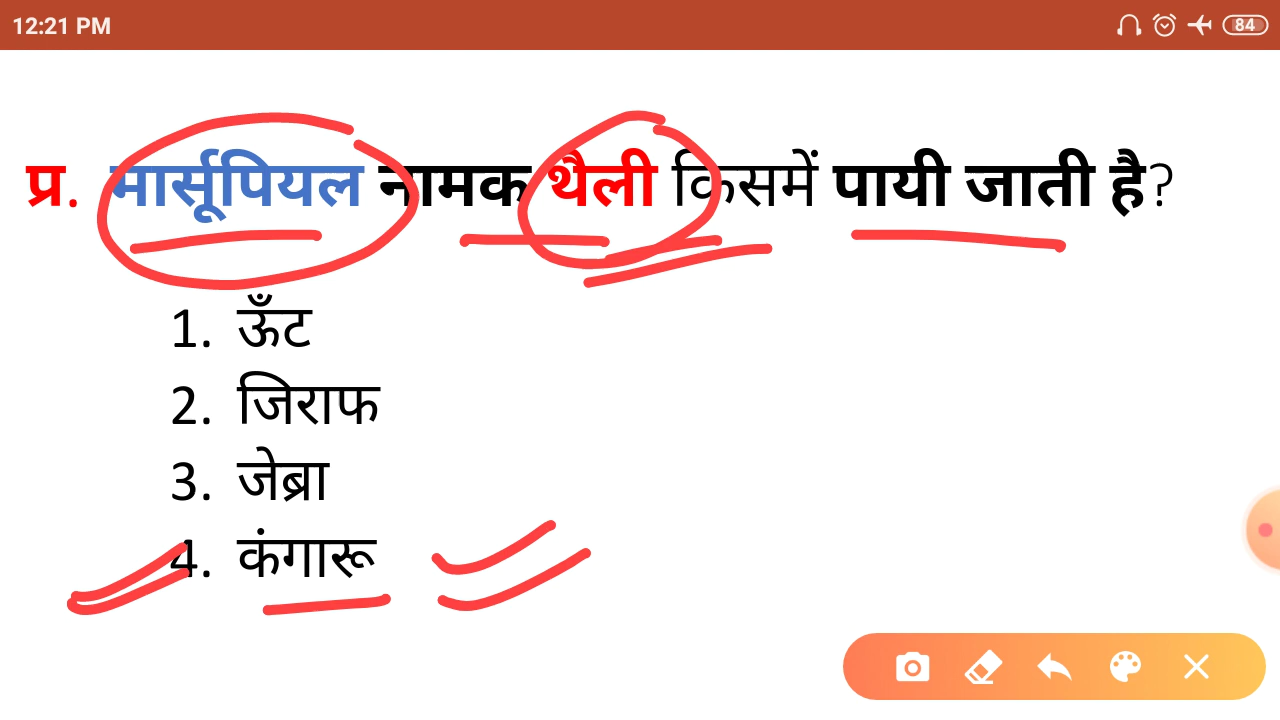 12:21 PM
84
प्र. मार्सूपियल नामक थैली किसमें पायी जाती है?
1. ऊँट
2. जिराफ
3. जेब्रा
4. कंगारू